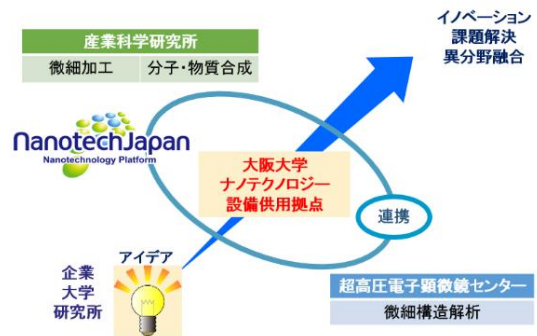 イノベーション
課題解決
異分野融合
産業科学研究所
微細加工
分子・物質合成
NanotechJapan
Nanotechnology Platform
大阪大学
ナノテクノロジー
設備供用拠点
連携
アイデア
企業
大学
研究所
超高圧電子顕微鏡センター
微細構造解析